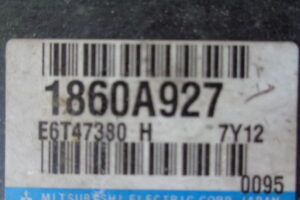 1860A927
E6T47380 H 7Y12
0095
MITSUBISHI ELECTRIC CORP. JAPAN